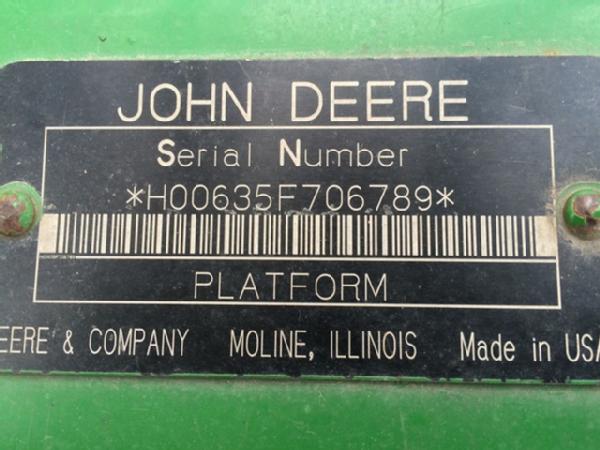 JOHN DEERE
Serial Number
*H00635F706789*
PLATFORM
EERE & COMPANY MOLINE, ILLINOIS Made in USA